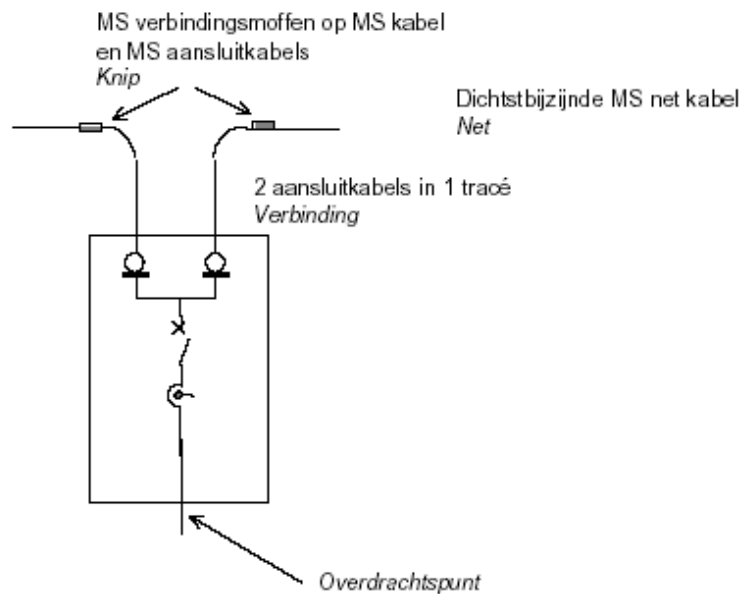 MS verbindingsmoffen op MS kabel
en MS aansluitkabels
Knip
Dichtstbijzijnde MS net kabel
Net
2 aansluitkabels in 1 tracé
Verbinding
Overdrachtspunt